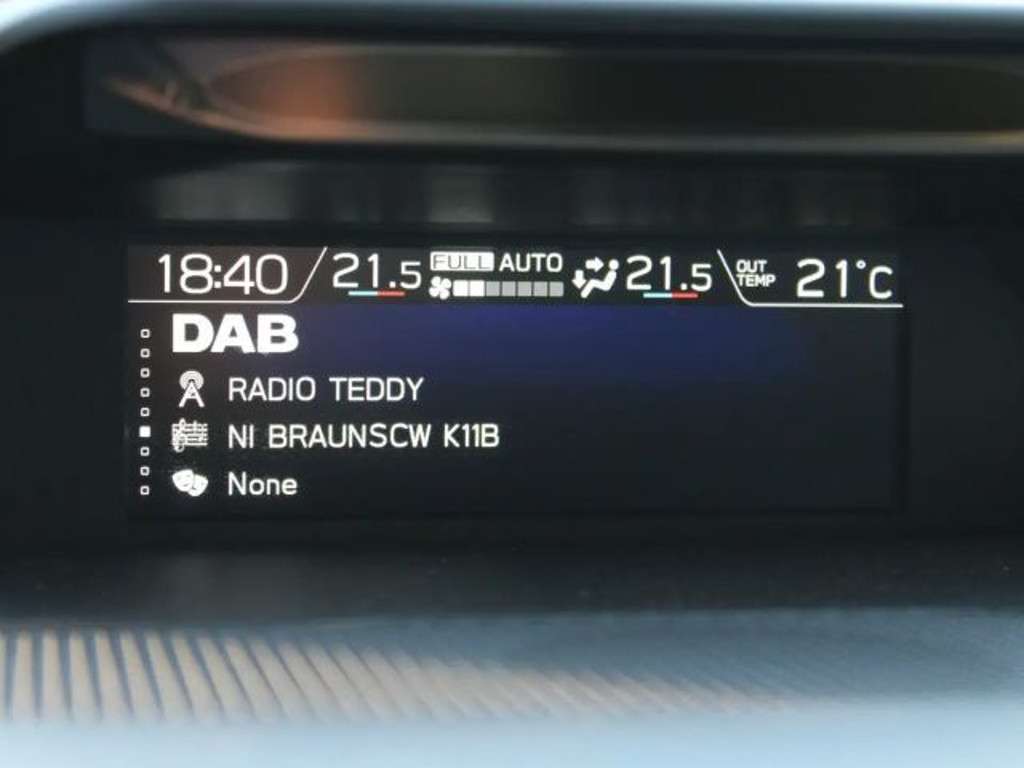 18:40 21.5 FULL AUTO 21.5 OUT TEMP 21°C
DAB
RADIO TEDDY
NI BRAUNSCW K11B
None